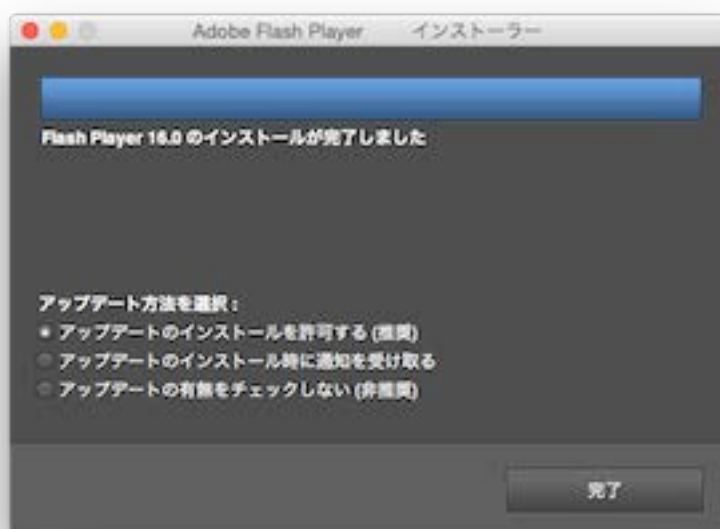 Adobe Flash Player インストーラー
Flash Player 16.0 のインストールが完了しました
アップデート方法を選択：
アップデートのインストールを許可する (推奨)
アップデートのインストール時に通知を受け取る
アップデートの有無をチェックしない (非推奨)
完了